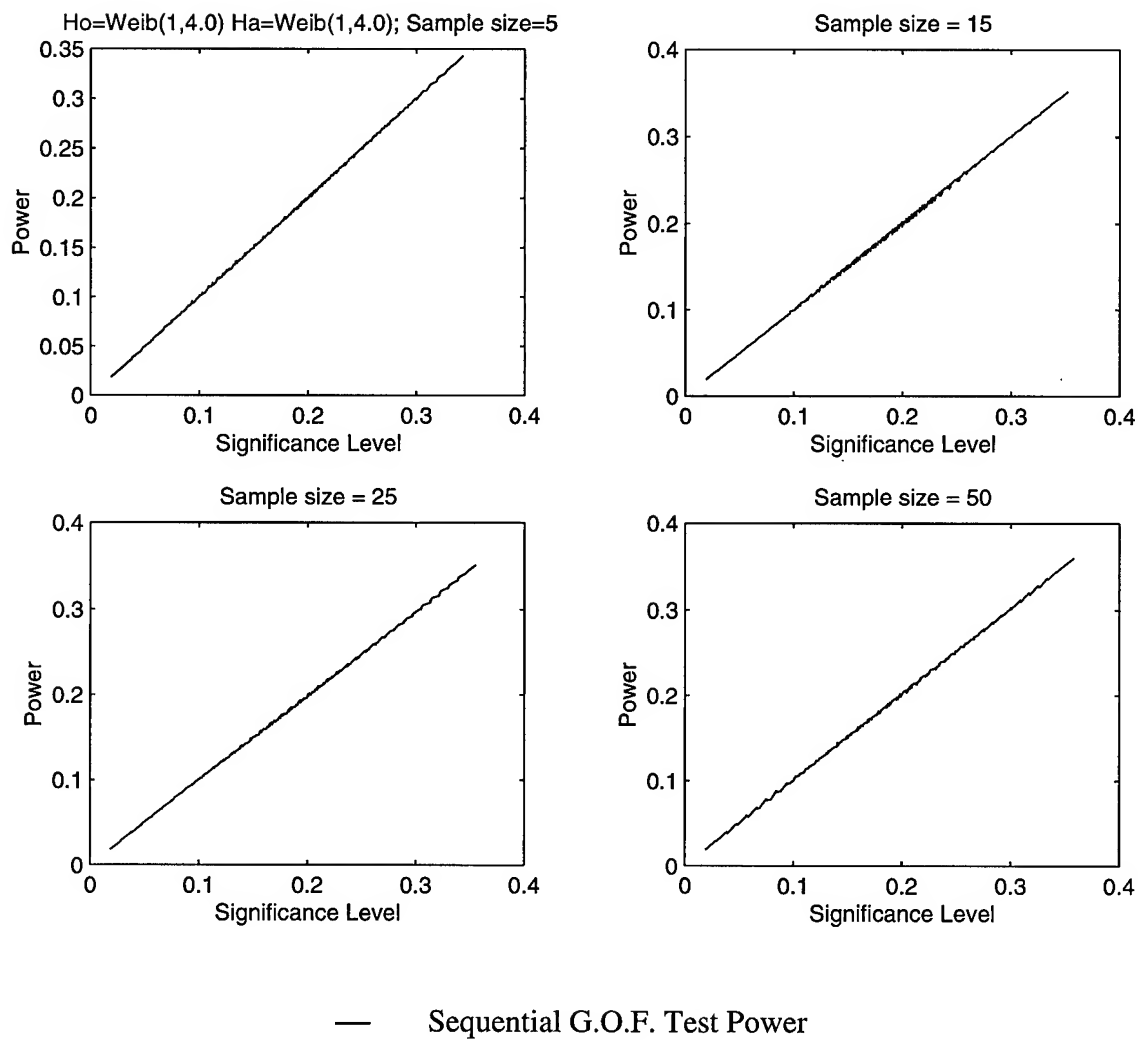 Ho=Weib(1,4.0) Ha=Weib(1,4.0); Sample size=5
0.35
0.3
0.25
0.2
0.15
0.1
0.05
0
Power
0 0.1 0.2 0.3 0.4
Significance Level
Sample size = 15
0.4
0.3
0.2
0.1
0
Power
0 0.1 0.2 0.3 0.4
Significance Level
Sample size = 25
0.4
0.3
0.2
0.1
0
Power
0 0.1 0.2 0.3 0.4
Significance Level
Sample size = 50
0.4
0.3
0.2
0.1
0
Power
0 0.1 0.2 0.3 0.4
Significance Level
Sequential G.O.F. Test Power